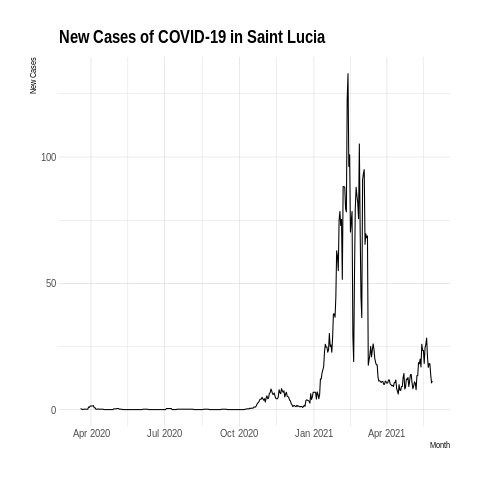 New Cases of COVID-19 in Saint Lucia
New Cases
100
50
0
Apr 2020 Jul 2020 Oct 2020 Jan 2021 Apr 2021
Month